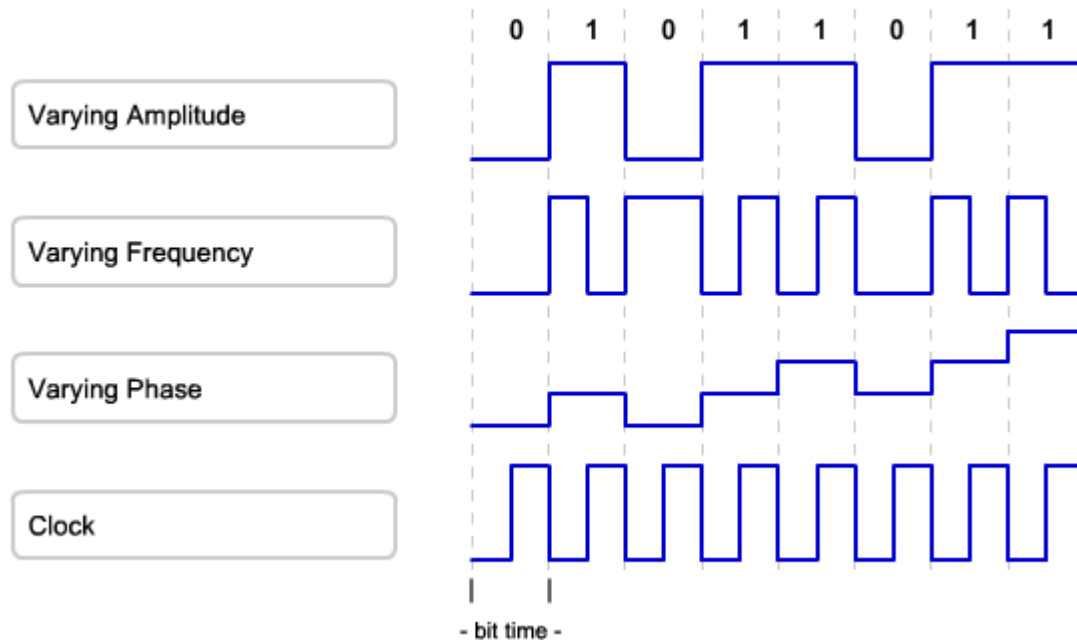 0 1 0 1 1 0 1 1
Varying Amplitude
Varying Frequency
Varying Phase
Clock
- bit time -